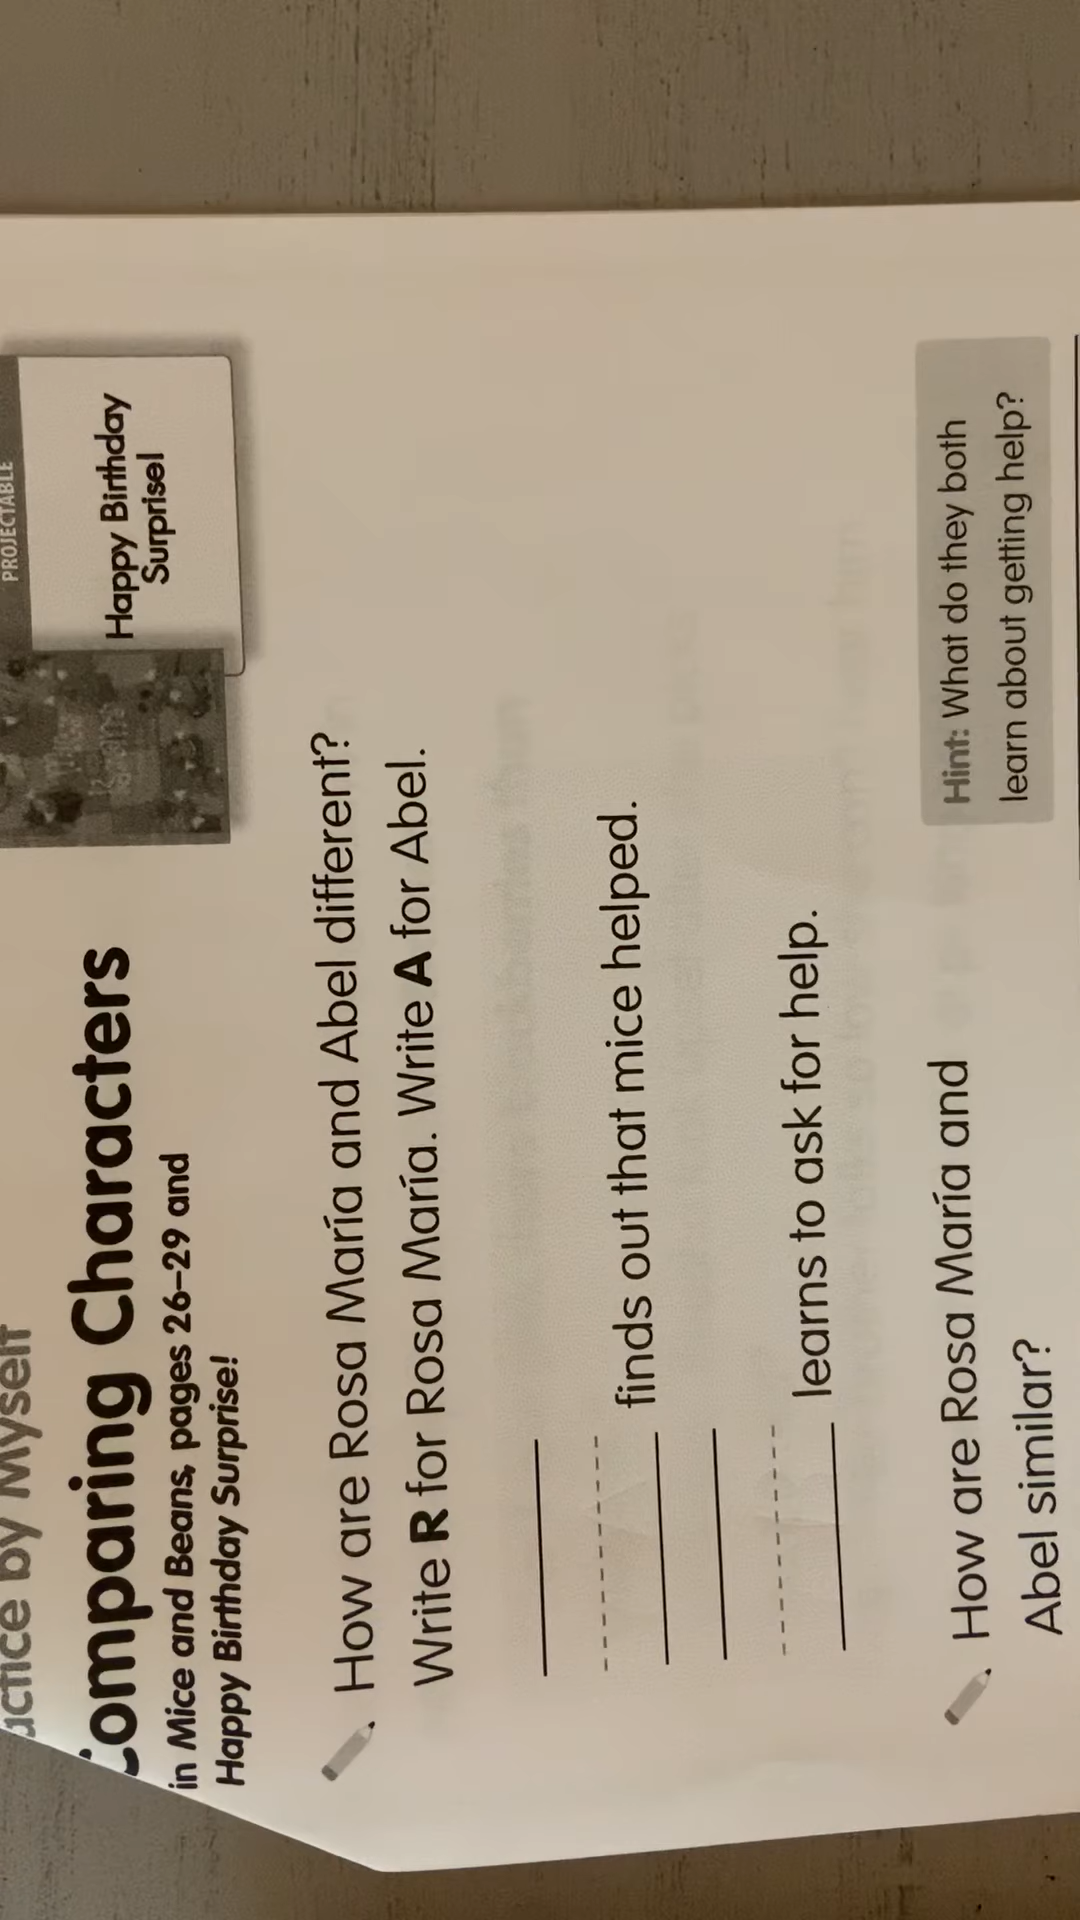 actice by Myself
Comparing Characters
in Mice and Beans, pages 26–29 and
Happy Birthday Surprise!
PROJECTABLE
Happy Birthday
Surprise!
How are Rosa María and Abel different?
Write R for Rosa María. Write A for Abel.
finds out that mice helped.
learns to ask for help.
How are Rosa María and
Abel similar?
Hint: What do they both
learn about getting help?